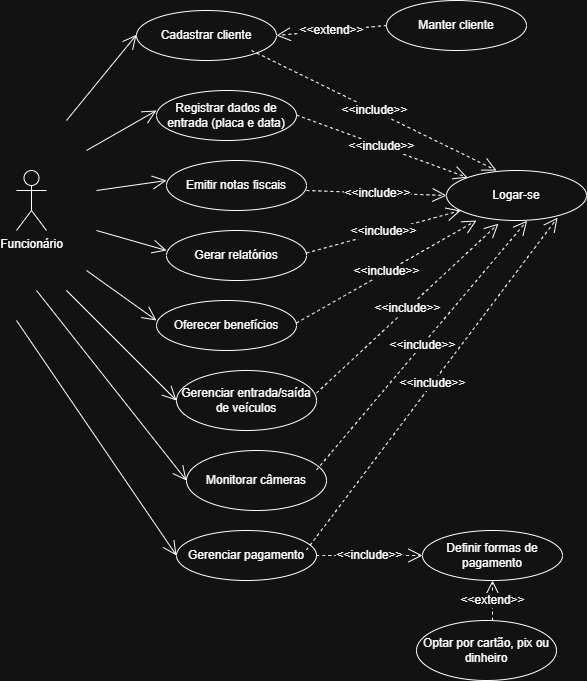 Cadastrar cliente
<<extend>>
Manter cliente
<<include>>
Registrar dados de
entrada (placa e data)
<<include>>
Emitir notas fiscais
<<include>>
Logar-se
Funcionário
Gerar relatórios
<<include>>
Oferecer benefícios
<<include>>
Gerenciar entrada/saída
de veículos
<<include>>
Monitorar câmeras
<<include>>
Gerenciar pagamento
<<include>>
<<include>>
Definir formas de
pagamento
<<extend>>
Optar por cartão, pix ou
dinheiro